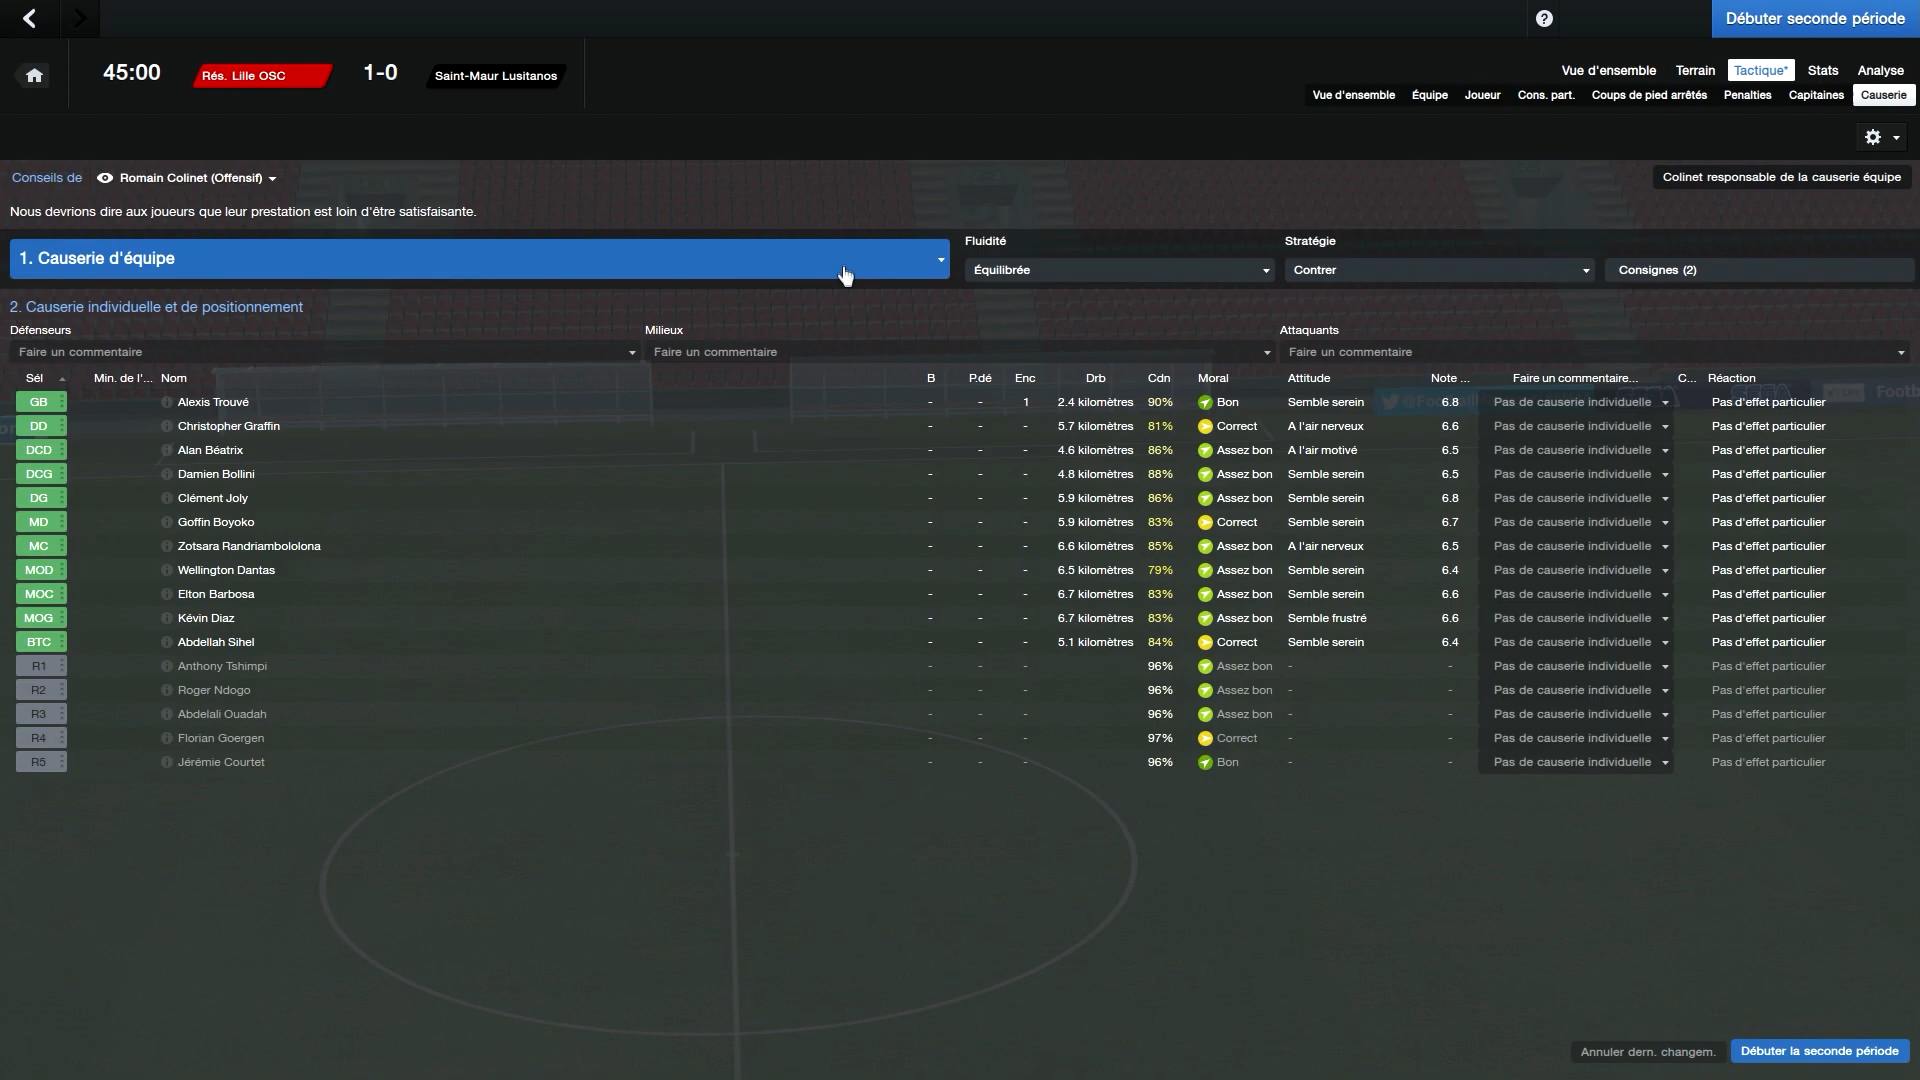 Débuter seconde période
45:00 Rés. Lille OSC 1-0 Saint-Maur Lusitanos
Vue d'ensemble Terrain Tactique* Stats Analyse
Vue d'ensemble Équipe Joueur Cons. part. Coups de pied arrêtés Penalties Capitaines Causerie
Conseils de Romain Colinet (Offensif) Colinet responsable de la causerie équipe
Nous devrions dire aux joueurs que leur prestation est loin d'être satisfaisante.
Fluidité Stratégie
1. Causerie d'équipe Équilibrée Contrer Consignes (2)
2. Causerie individuelle et de positionnement
Défenseurs Milieux Attaquants
Faire un commentaire Faire un commentaire Faire un commentaire
Sél Min. de l'... Nom B P.dé Enc Drb Cdn Moral Attitude Note ... Faire un commentaire... C... Réaction
GB Alexis Trouvé - - 1 2.4 kilomètres 90% Bon Semble serein 6.8 Pas de causerie individuelle Pas d'effet particulier
DD Christopher Graffin - - - 5.7 kilomètres 81% Correct A l'air nerveux 6.6 Pas de causerie individuelle Pas d'effet particulier
DCD Alan Béatrix - - - 4.6 kilomètres 86% Assez bon A l'air motivé 6.5 Pas de causerie individuelle Pas d'effet particulier
DCG Damien Bollini - - - 4.8 kilomètres 88% Assez bon Semble serein 6.5 Pas de causerie individuelle Pas d'effet particulier
DG Clément Joly - - - 5.9 kilomètres 86% Assez bon Semble serein 6.8 Pas de causerie individuelle Pas d'effet particulier
MD Goffin Boyoko - - - 5.9 kilomètres 83% Correct Semble serein 6.7 Pas de causerie individuelle Pas d'effet particulier
MC Zotsara Randriambololona - - - 6.6 kilomètres 85% Assez bon A l'air nerveux 6.5 Pas de causerie individuelle Pas d'effet particulier
MOD Wellington Dantas - - - 6.5 kilomètres 79% Assez bon Semble serein 6.4 Pas de causerie individuelle Pas d'effet particulier
MOC Elton Barbosa - - - 6.7 kilomètres 83% Assez bon Semble serein 6.6 Pas de causerie individuelle Pas d'effet particulier
MOG Kévin Diaz - - - 6.7 kilomètres 83% Assez bon Semble frustré 6.6 Pas de causerie individuelle Pas d'effet particulier
BTC Abdellah Sihel - - - 5.1 kilomètres 84% Correct Semble serein 6.4 Pas de causerie individuelle Pas d'effet particulier
R1 Anthony Tshimpi - - - 96% Assez bon - - Pas de causerie individuelle Pas d'effet particulier
R2 Roger Ndogo - - - 96% Assez bon - - Pas de causerie individuelle Pas d'effet particulier
R3 Abdelali Ouadah - - - 96% Assez bon - - Pas de causerie individuelle Pas d'effet particulier
R4 Florian Goergen - - - 97% Correct - - Pas de causerie individuelle Pas d'effet particulier
R5 Jérémie Courtet - - - 96% Bon - - Pas de causerie individuelle Pas d'effet particulier
Annuler dern. changem. Débuter la seconde période